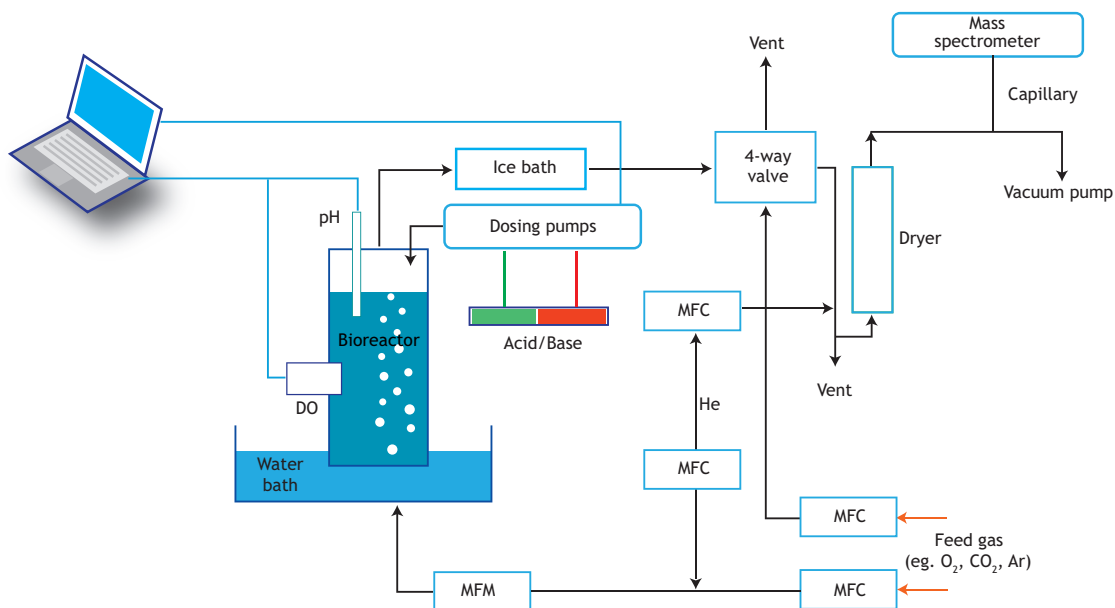 Mass
spectrometer
Vent
Capillary
4-way
valve
Ice bath
Vacuum pump
pH
Dosing pumps
Dryer
MFC
Bioreactor
Acid/Base
Vent
DO
He
Water
bath
MFC
MFC
Feed gas
(eg. O₂, CO₂, Ar)
MFM
MFC